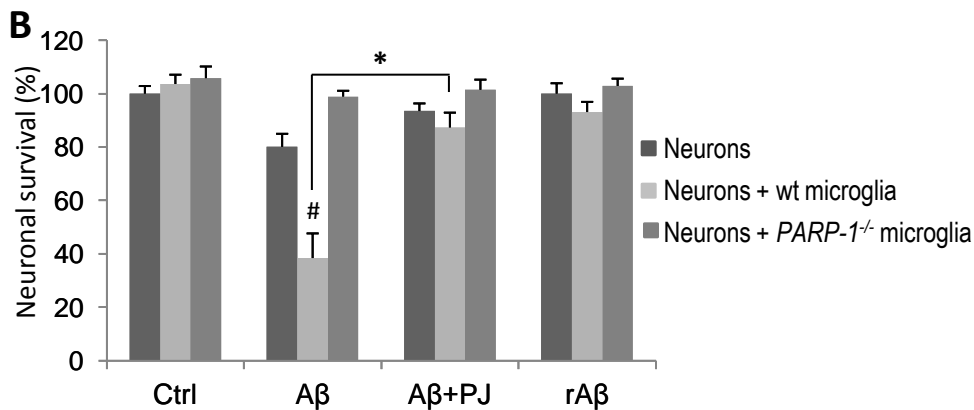 B
Neuronal survival (%)
120
100
80
60
40
20
0
*
#
Ctrl
Aβ
Aβ+PJ
rAβ
Neurons
Neurons + wt microglia
Neurons + PARP-1-/- microglia